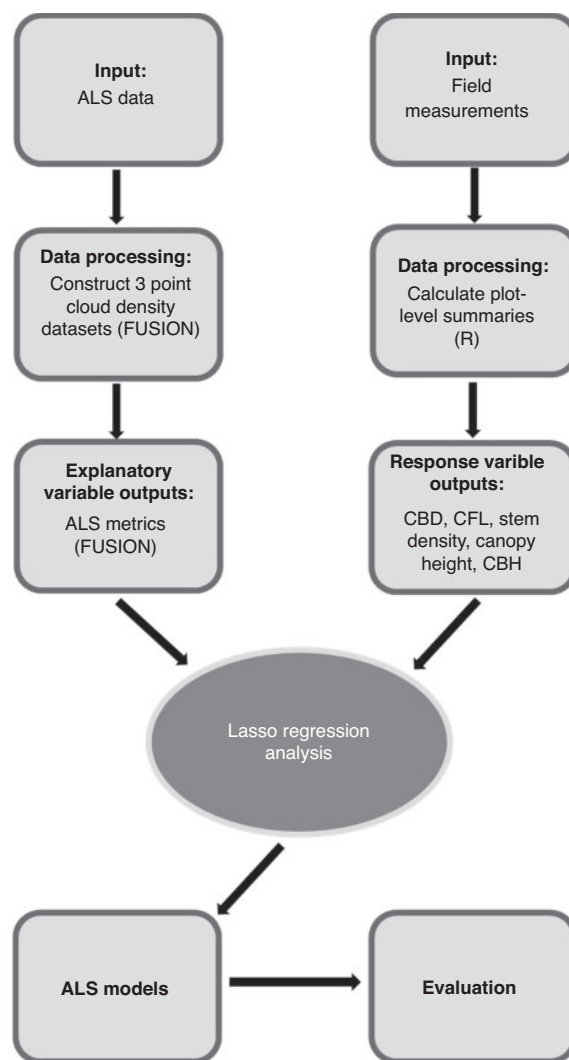 Input:
ALS data
Input:
Field
measurements
Data processing:
Construct 3 point
cloud density
datasets (FUSION)
Data processing:
Calculate plot-
level summaries
(R)
Explanatory
variable outputs:
ALS metrics
(FUSION)
Response varible
outputs:
CBD, CFL, stem
density, canopy
height, CBH
Lasso regression
analysis
ALS models
Evaluation